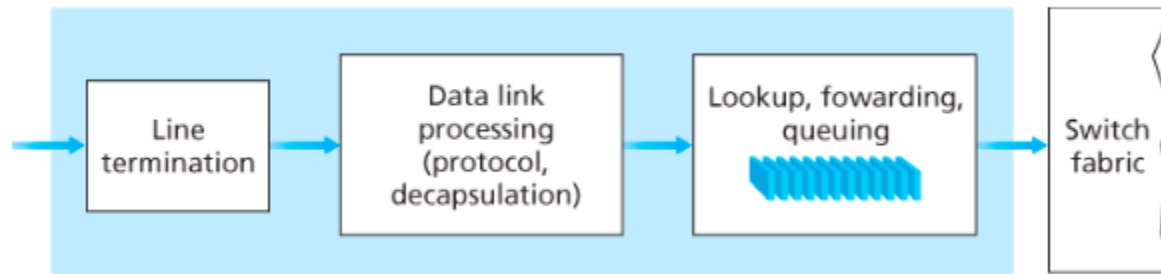 Line
termination
Data link
processing
(protocol,
decapsulation)
Lookup, fowarding,
queuing
Switch
fabric